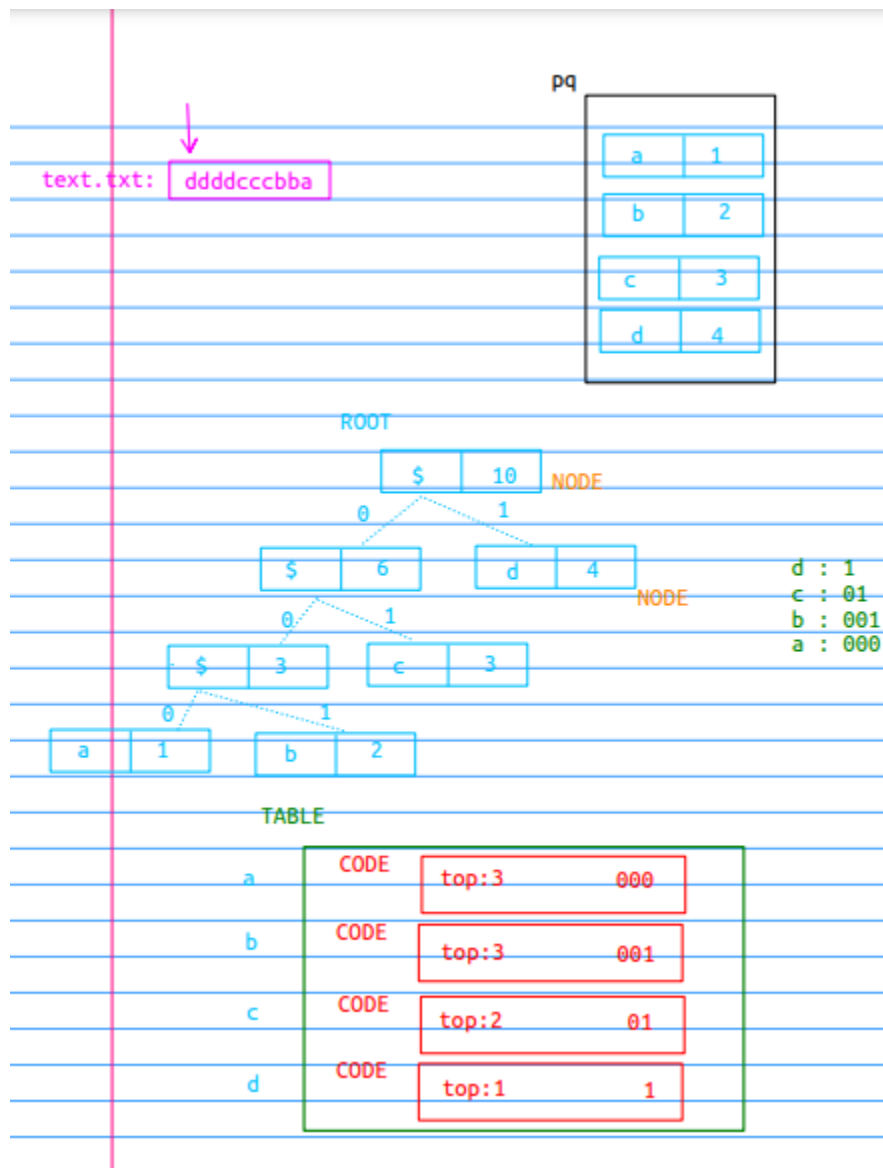 pq
a 1
text.txt: ddddcccbba
b 2
c 3
d 4
ROOT
$ 10 NODE
0 1
$ 6 d 4
NODE
d : 1
c : 01
b : 001
a : 000
0 1
$ 3 c 3
0 1
a 1 b 2
TABLE
a CODE top:3 000
b CODE top:3 001
c CODE top:2 01
d CODE top:1 1